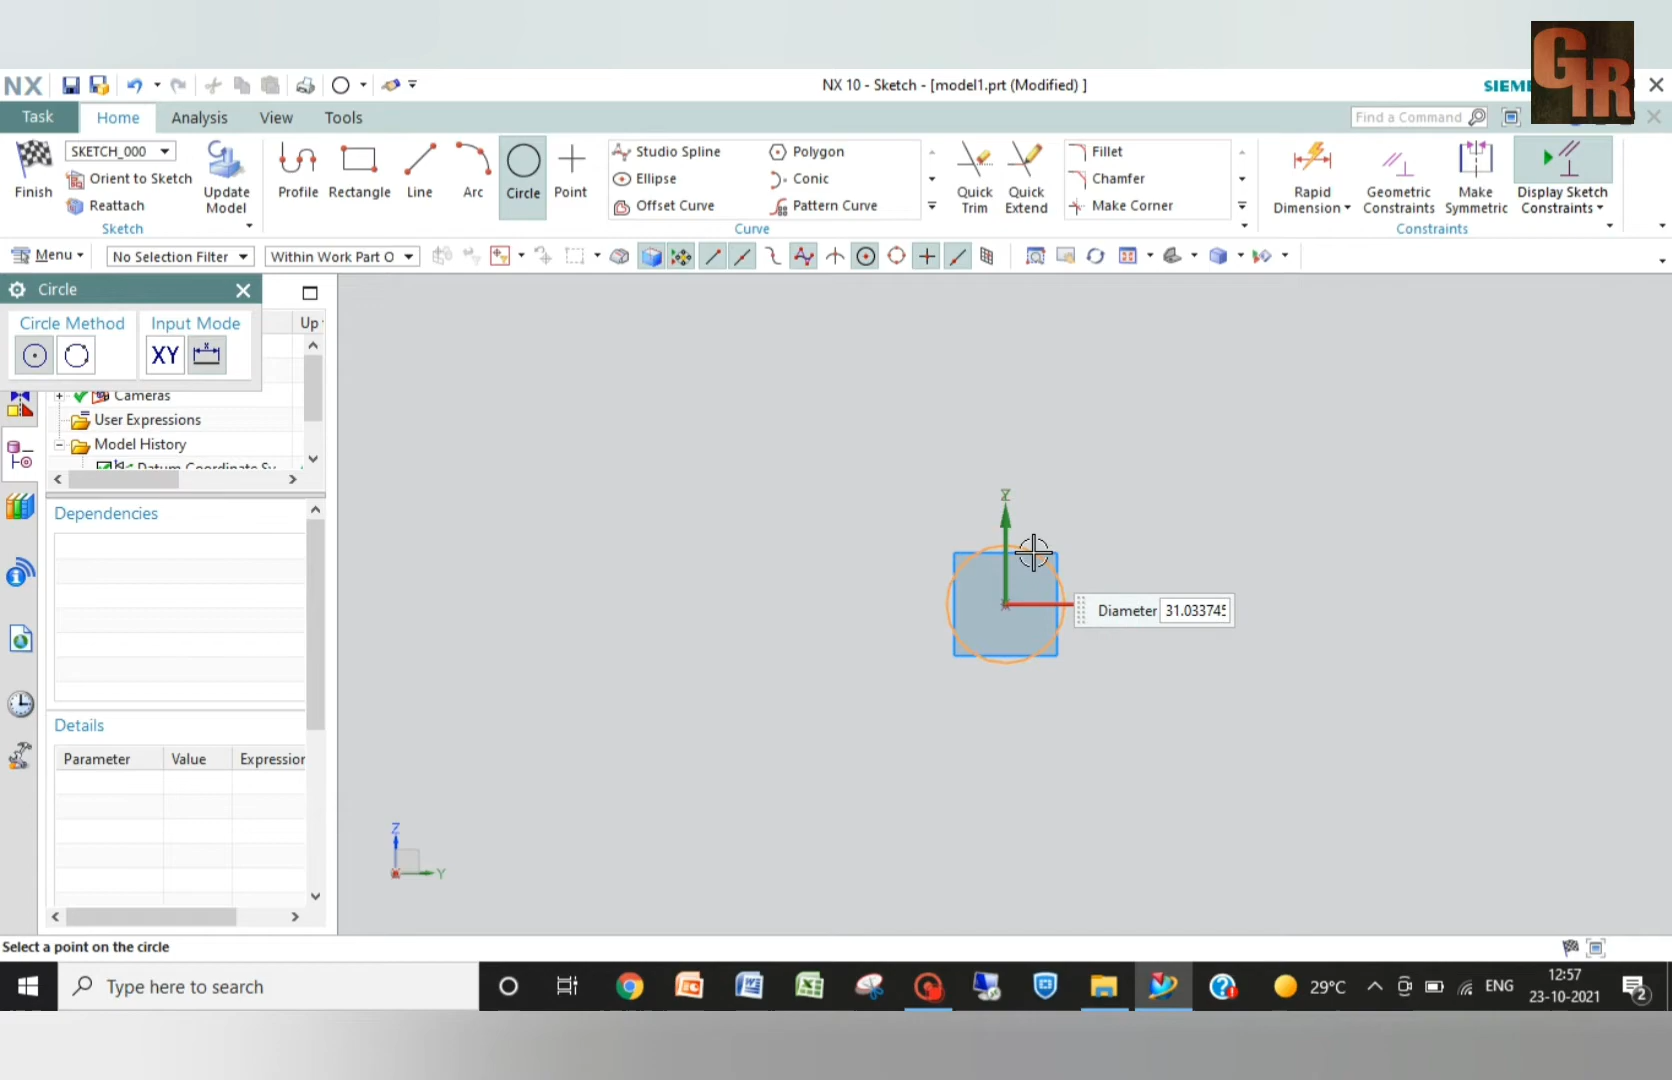 GHR
NX
NX 10 - Sketch - [model1.prt (Modified) ]
Task Home Analysis View Tools
Find a Command
Finish
SKETCH_000
Orient to Sketch
Reattach
Update Model
Sketch
Profile Rectangle Line Arc Circle Point
Studio Spline Polygon
Ellipse Conic
Offset Curve Pattern Curve
Quick Trim
Quick Extend
Fillet
Chamfer
Make Corner
Curve
Rapid Dimension
Geometric Constraints
Make Symmetric
Display Sketch Constraints
Constraints
Menu No Selection Filter Within Work Part O
Circle
Circle Method Input Mode
XY
Up
Cameras
User Expressions
Model History
Dependencies
Details
Parameter Value Expression
Z
Diameter 31.033745
Z
Y
Select a point on the circle
Type here to search
29°C
ENG
12:57
23-10-2021
2